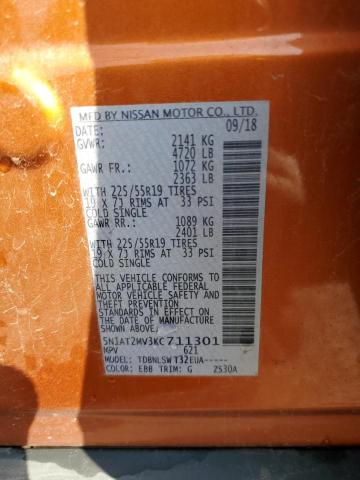 MFD BY NISSAN MOTOR CO., LTD.
DATE: 09/18
GVWR: 2141 KG
4720 LB
GAWR FR.: 1072 KG
2363 LB
WITH 225/55R19 TIRES
19 X 7J RIMS AT 33 PSI
COLD SINGLE
GAWR RR.: 1089 KG
2401 LB
WITH 225/55R19 TIRES
19 X 7J RIMS AT 33 PSI
COLD SINGLE
THIS VEHICLE CONFORMS TO
ALL APPLICABLE FEDERAL
MOTOR VEHICLE SAFETY
AND THEFT PREVENTION
STANDARDS IN EFFECT ON
THE DATE OF MANUFACTURE
SHOWN ABOVE.
5N1AT2MV3KC711301
MPV 621
MODEL: TDBNLSWT32EUA-----
COLOR: EBB TRIM: G ZS30A